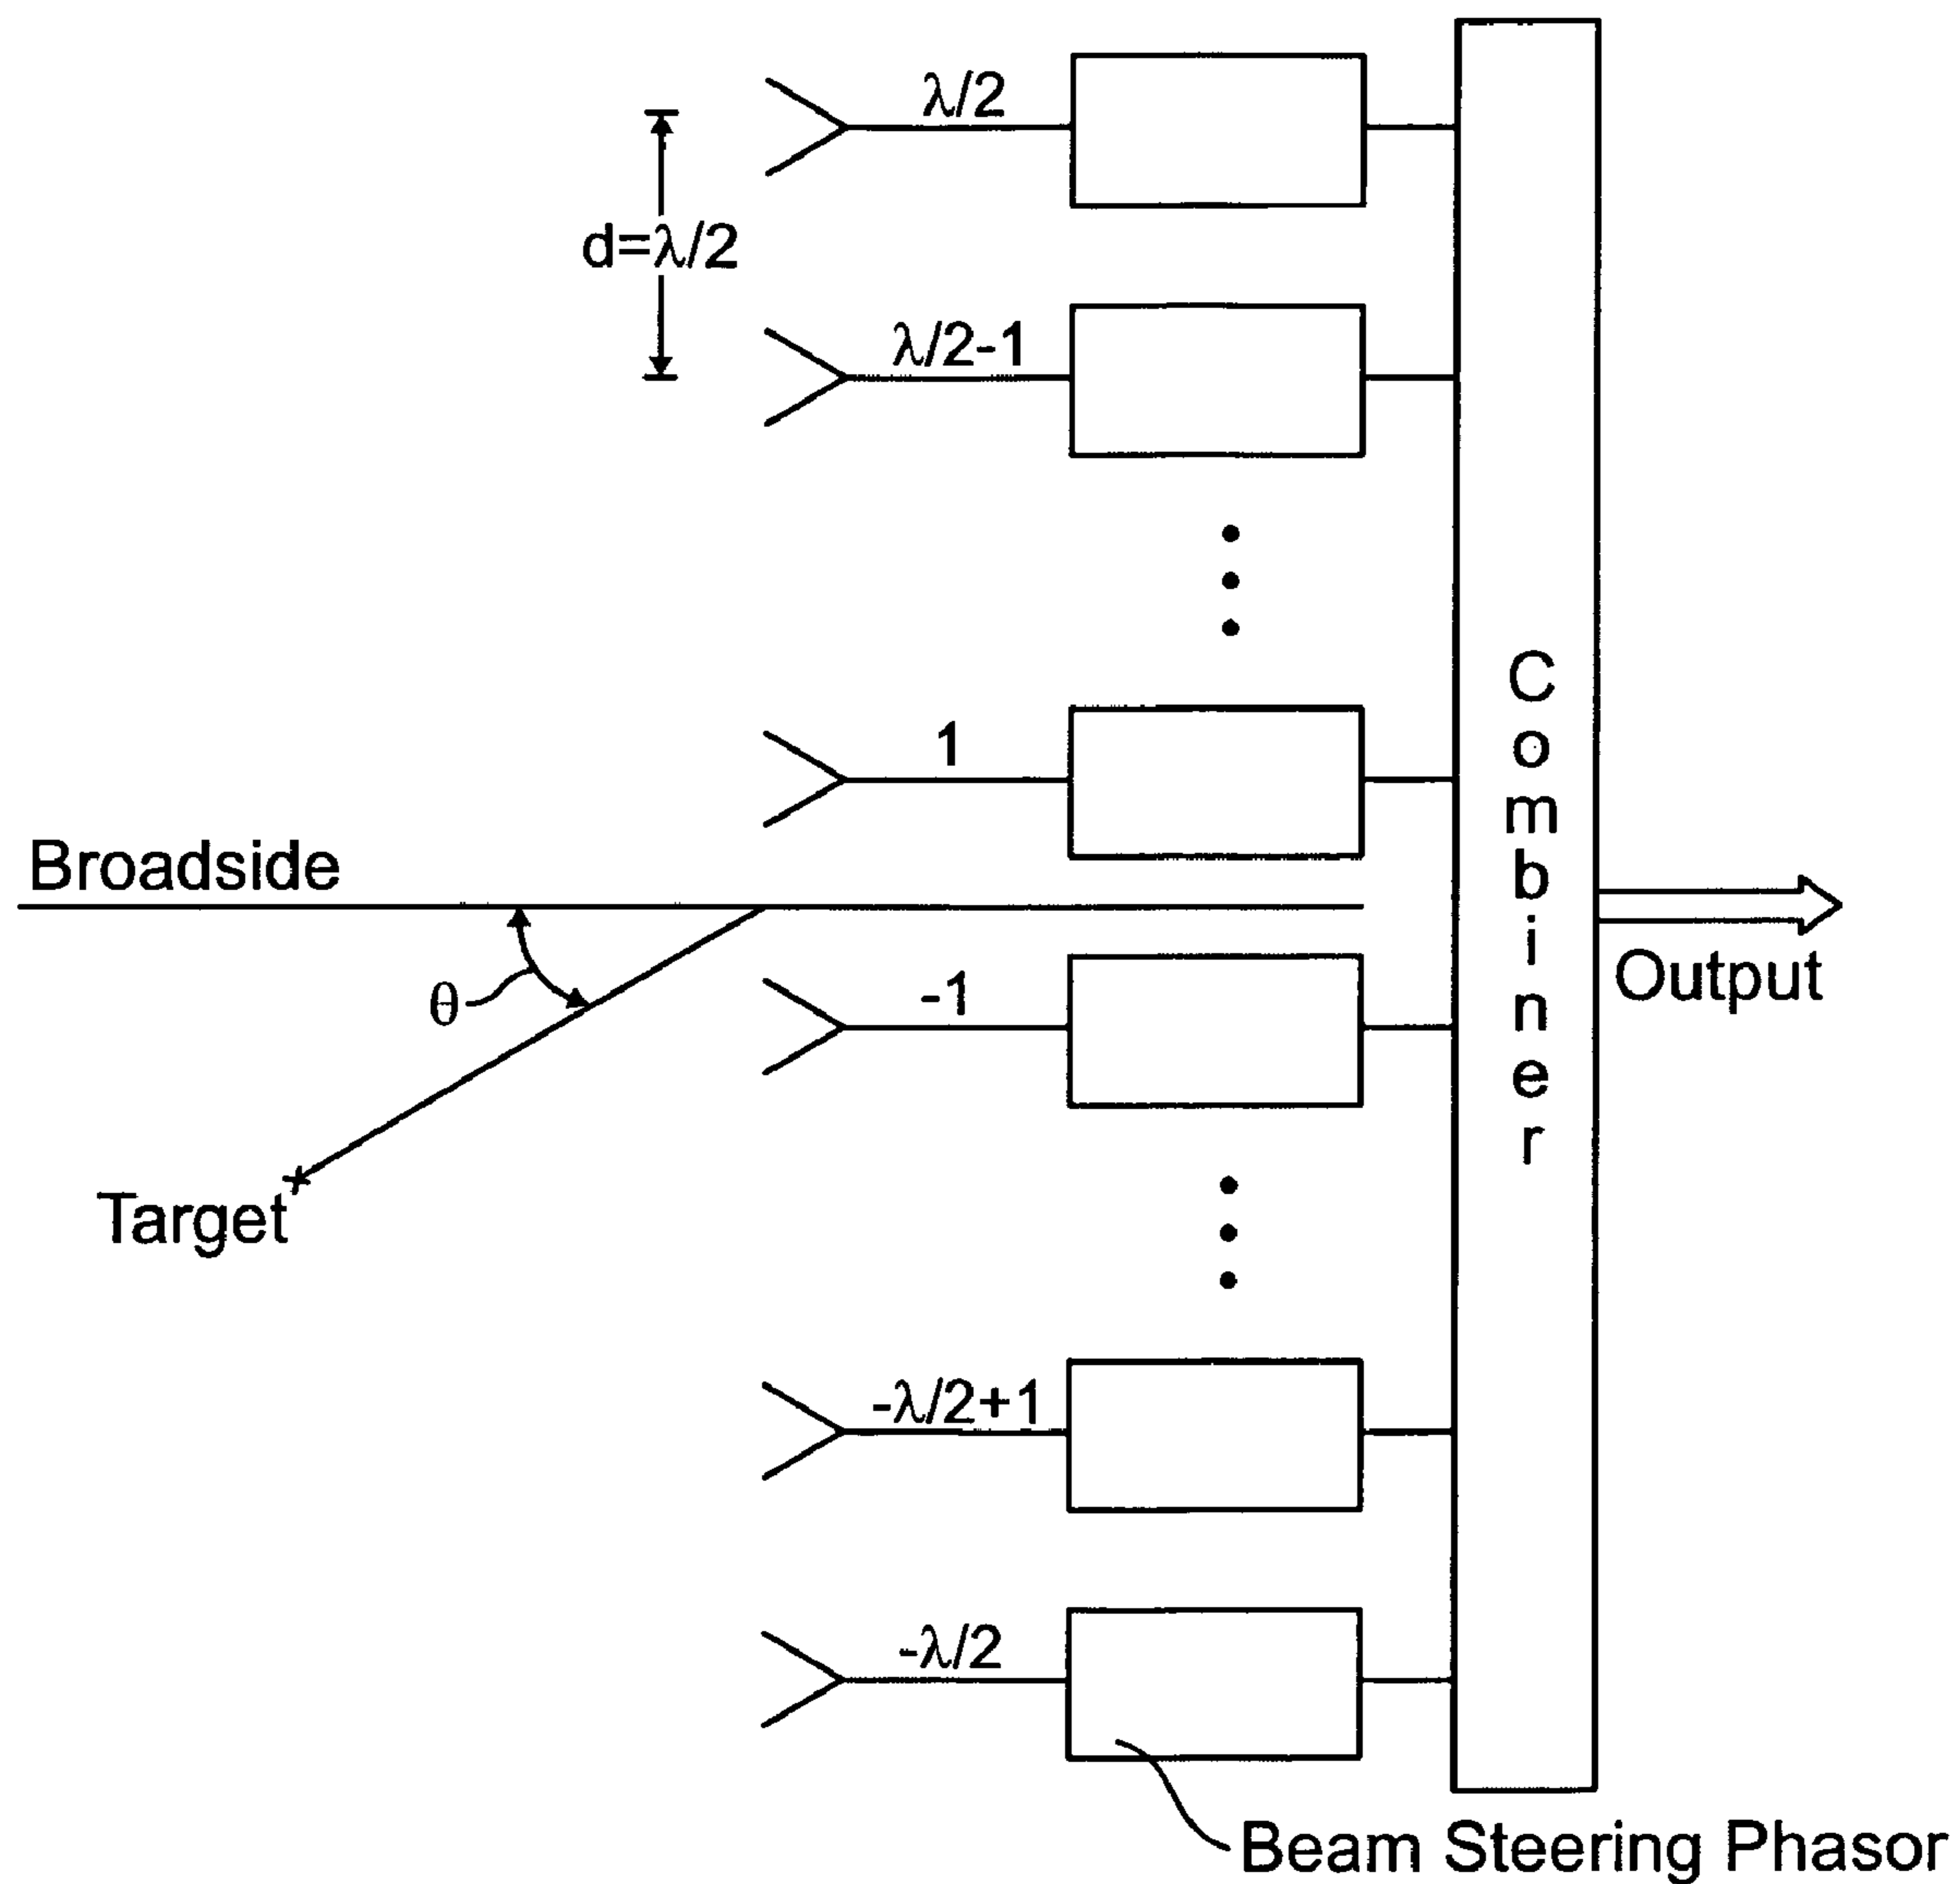 λ/2
d=λ/2
λ/2-1
1
Broadside
θ
-1
Target
Combiner
Output
-λ/2+1
-λ/2
Beam Steering Phasor